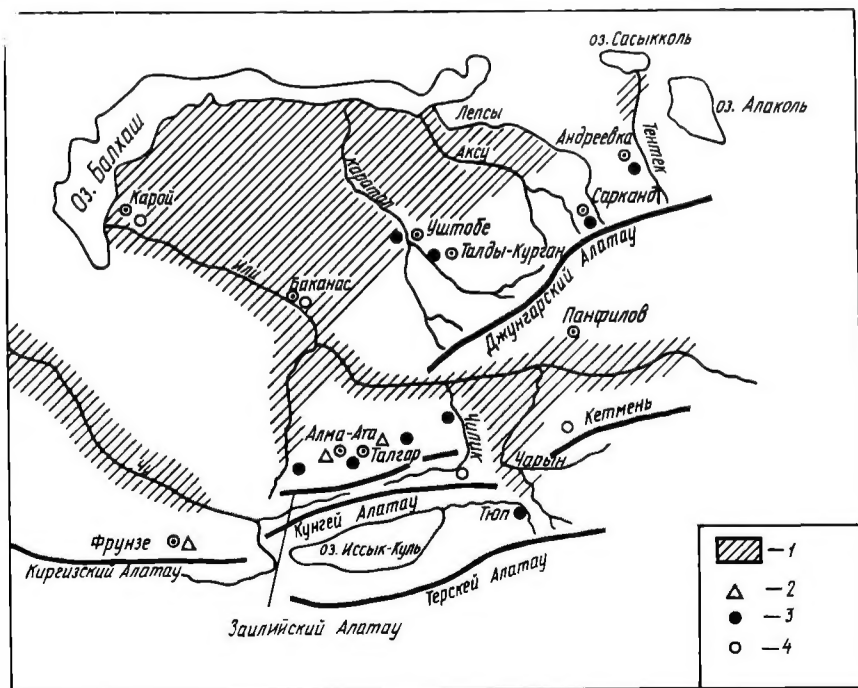 оз. Сасыкколь
оз. Алаколь
Оз. Балхаш
Лепсы
Аксу
Андреевка
Тентек
Каратал
Карой
Сарканд
Уштобе
Талды-Курган
Или
Баканас
Джунгарский Алатау
Панфилов
Алма-Ата
Талгар
Чилик
Кетмень
Чарын
Чу
Кунгей Алатау
Тюп
Фрунзе
оз. Иссык-Куль
Киргизский Алатау
Терскей Алатау
Заилийский Алатау
— 1
— 2
— 3
— 4